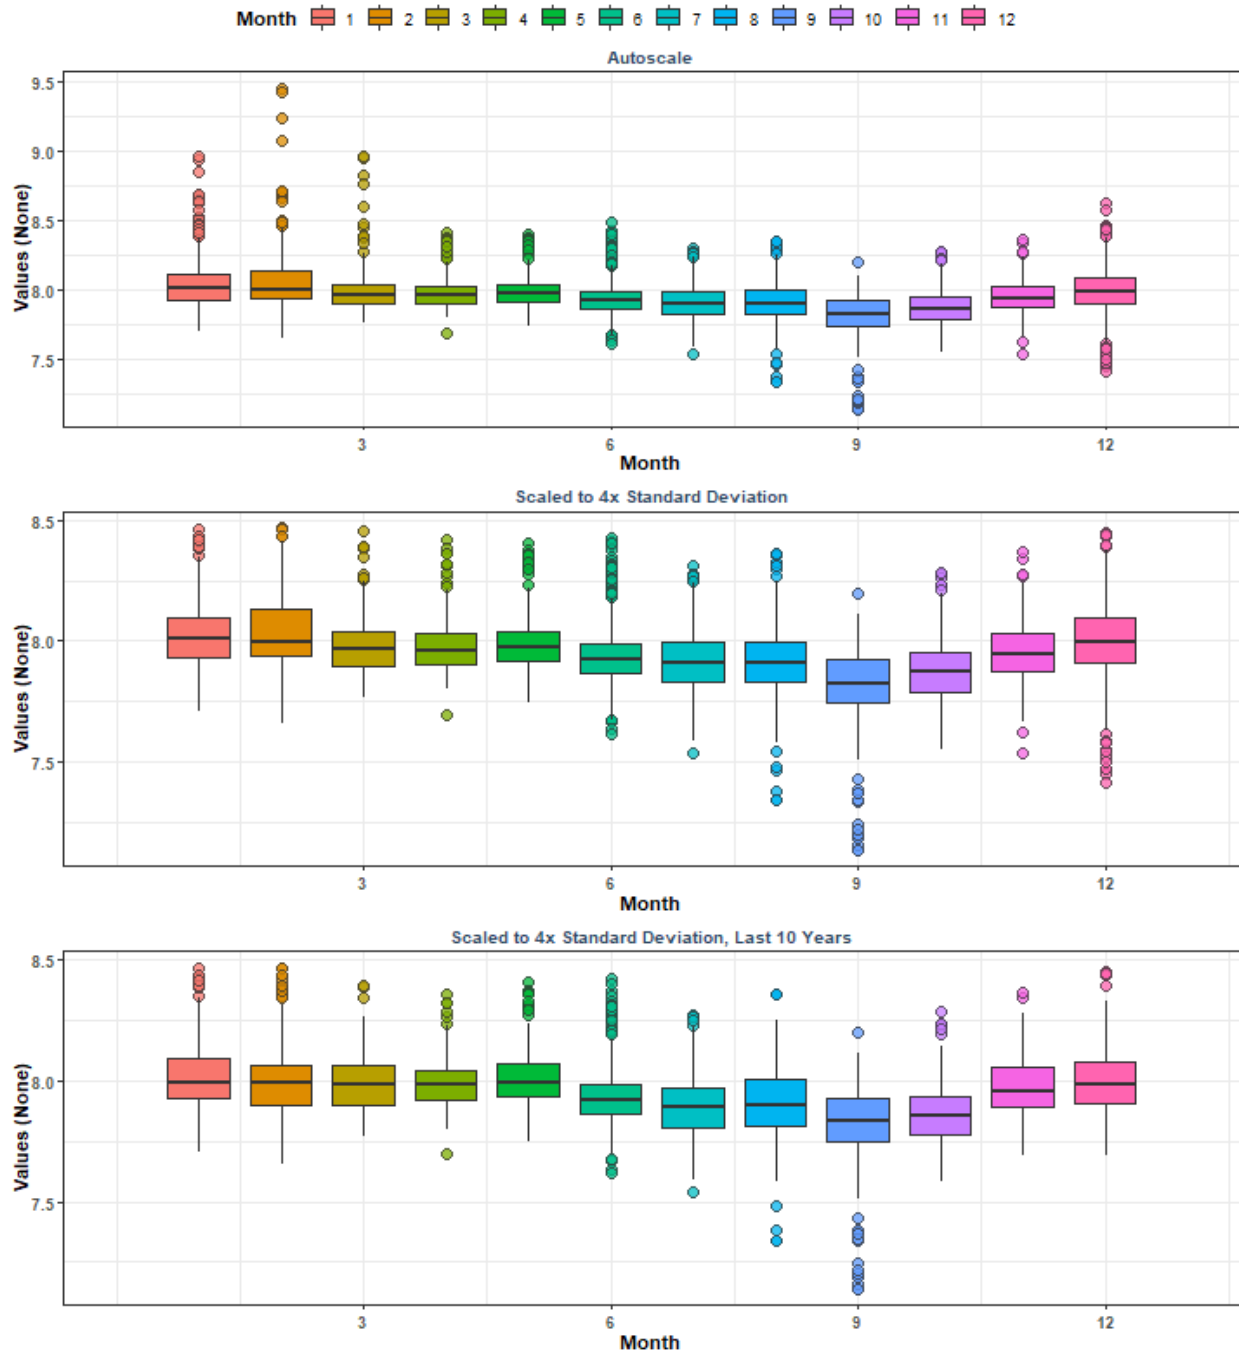 Month 1 2 3 4 5 6 7 8 9 10 11 12
Autoscale
Values (None)
9.5
9.0
8.5
8.0
7.5
3 6 9 12
Month
Scaled to 4x Standard Deviation
Values (None)
8.5
8.0
7.5
3 6 9 12
Month
Scaled to 4x Standard Deviation, Last 10 Years
Values (None)
8.5
8.0
7.5
3 6 9 12
Month